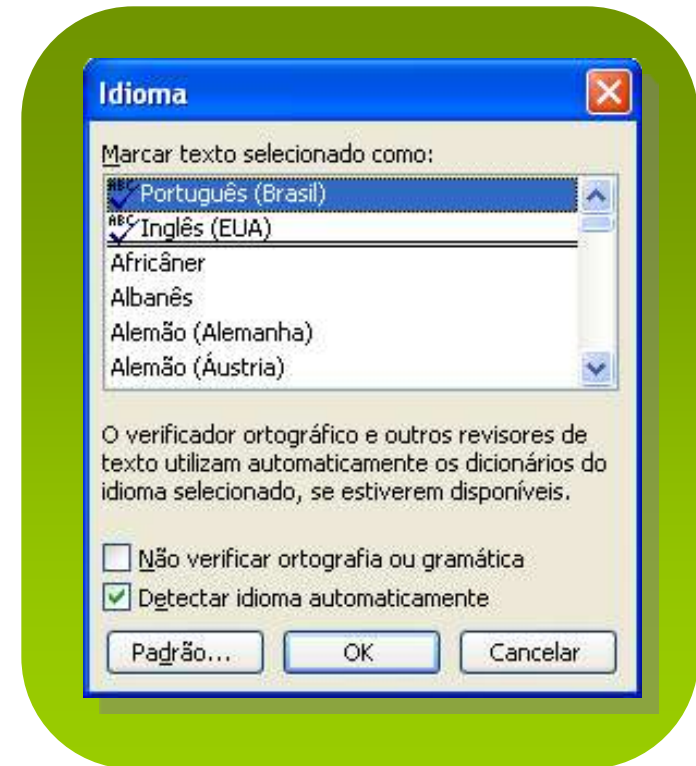 Idioma
Marcar texto selecionado como:
ABC Português (Brasil)
ABC Inglês (EUA)
Africâner
Albanês
Alemão (Alemanha)
Alemão (Áustria)
O verificador ortográfico e outros revisores de
texto utilizam automaticamente os dicionários do
idioma selecionado, se estiverem disponíveis.
Não verificar ortografia ou gramática
Detectar idioma automaticamente
Padrão... OK Cancelar